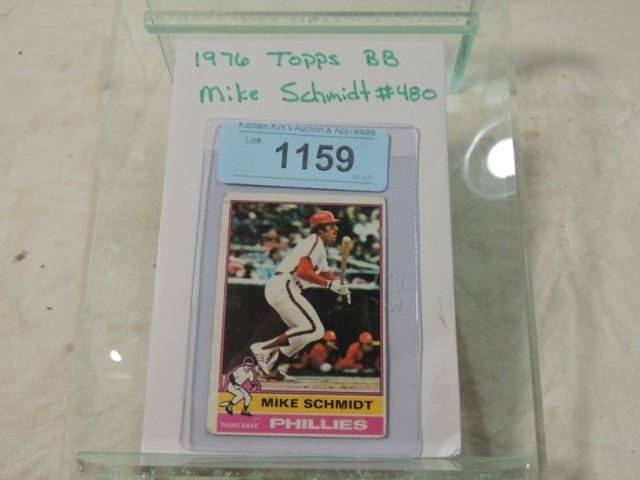 1976 Topps BB
Mike Schmidt #480
Kaptain Kirk's Auction & Appraisals
Lot#:
1159
MIKE SCHMIDT
THIRD BASE PHILLIES